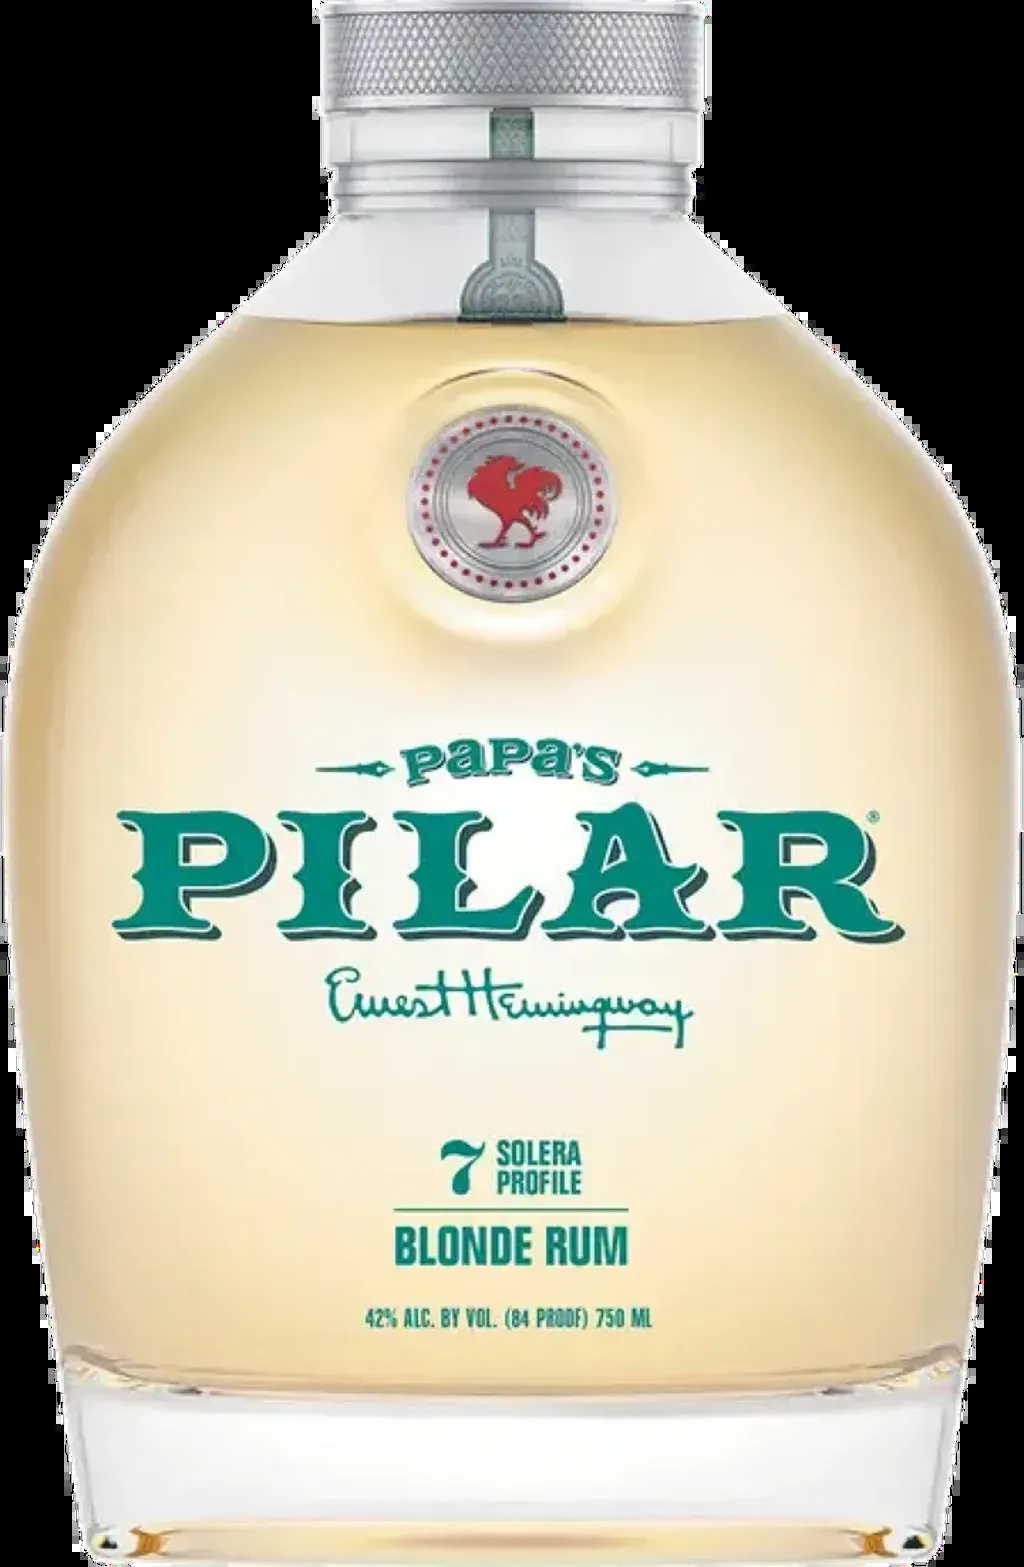 PAPA'S
PILAR®
Ernest Hemingway
7 SOLERA
PROFILE
BLONDE RUM
42% ALC. BY VOL. (84 PROOF) 750 ML